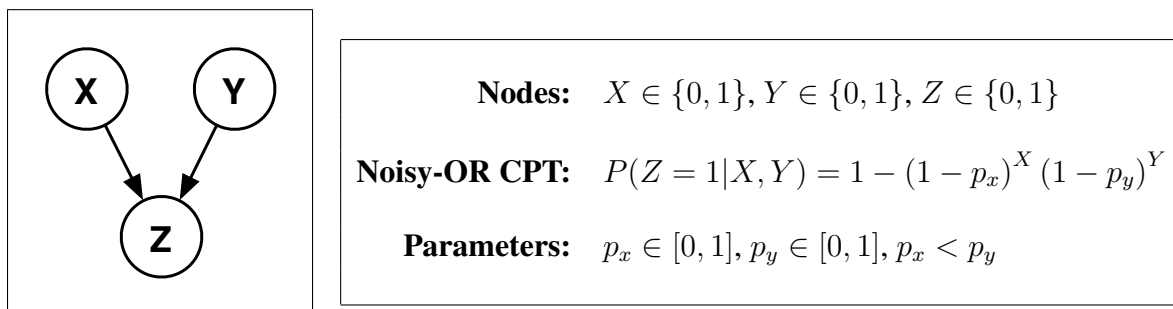 X Y
Z
Nodes: X ∈ {0, 1}, Y ∈ {0, 1}, Z ∈ {0, 1}
Noisy-OR CPT: P(Z = 1|X, Y) = 1 − (1 − p_x)^X (1 − p_y)^Y
Parameters: p_x ∈ [0, 1], p_y ∈ [0, 1], p_x < p_y